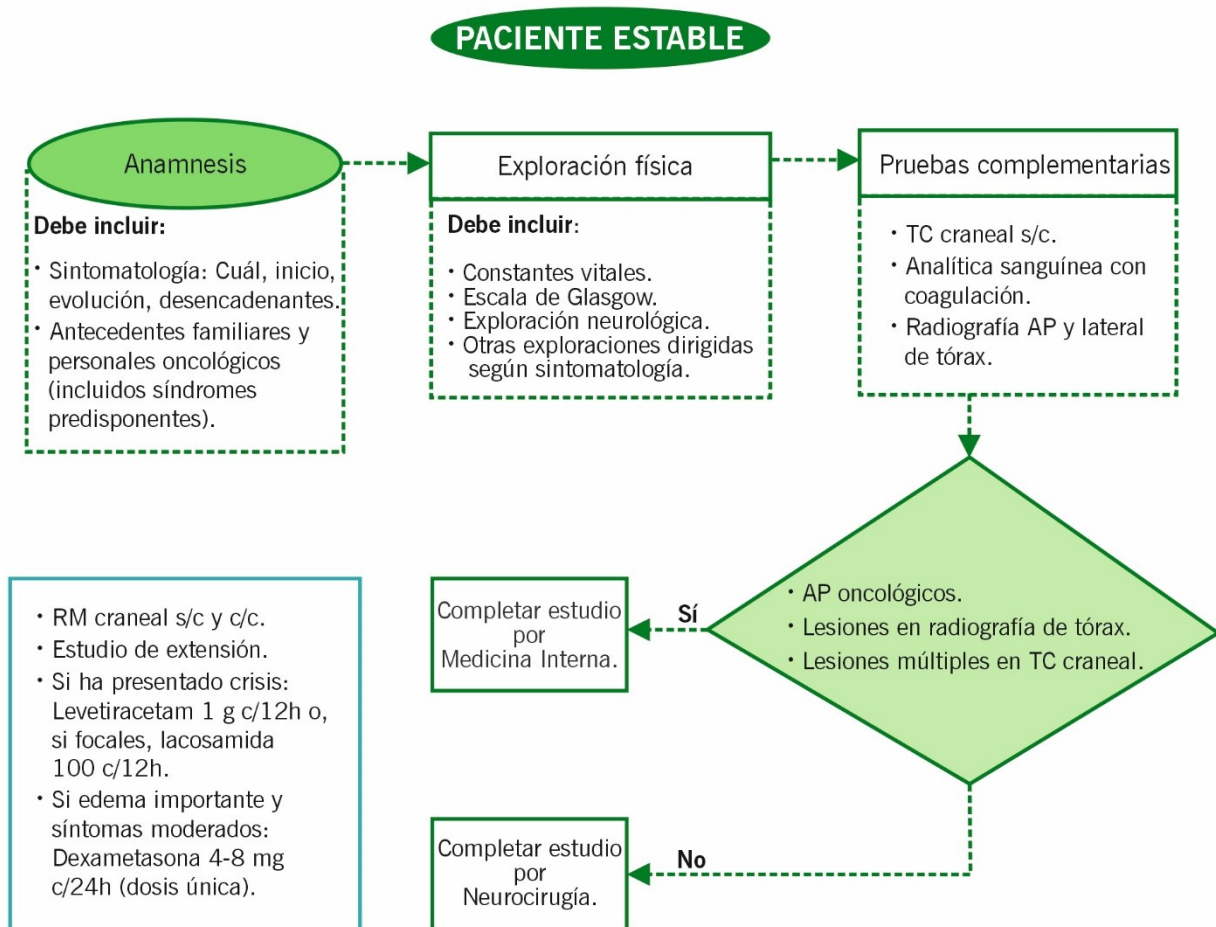 PACIENTE ESTABLE
Anamnesis
Debe incluir:
· Sintomatología: Cuál, inicio,
evolución, desencadenantes.
· Antecedentes familiares y
personales oncológicos
(incluidos síndromes
predisponentes).
Exploración física
Debe incluir:
· Constantes vitales.
· Escala de Glasgow.
· Exploración neurológica.
· Otras exploraciones dirigidas
según sintomatología.
Pruebas complementarias
· TC craneal s/c.
· Analítica sanguínea con
coagulación.
· Radiografía AP y lateral
de tórax.
· AP oncológicos.
· Lesiones en radiografía de tórax.
· Lesiones múltiples en TC craneal.
Sí
Completar estudio
por
Medicina Interna.
No
Completar estudio
por
Neurocirugía.
· RM craneal s/c y c/c.
· Estudio de extensión.
· Si ha presentado crisis:
Levetiracetam 1 g c/12h o,
si focales, lacosamida
100 c/12h.
· Si edema importante y
síntomas moderados:
Dexametasona 4-8 mg
c/24h (dosis única).